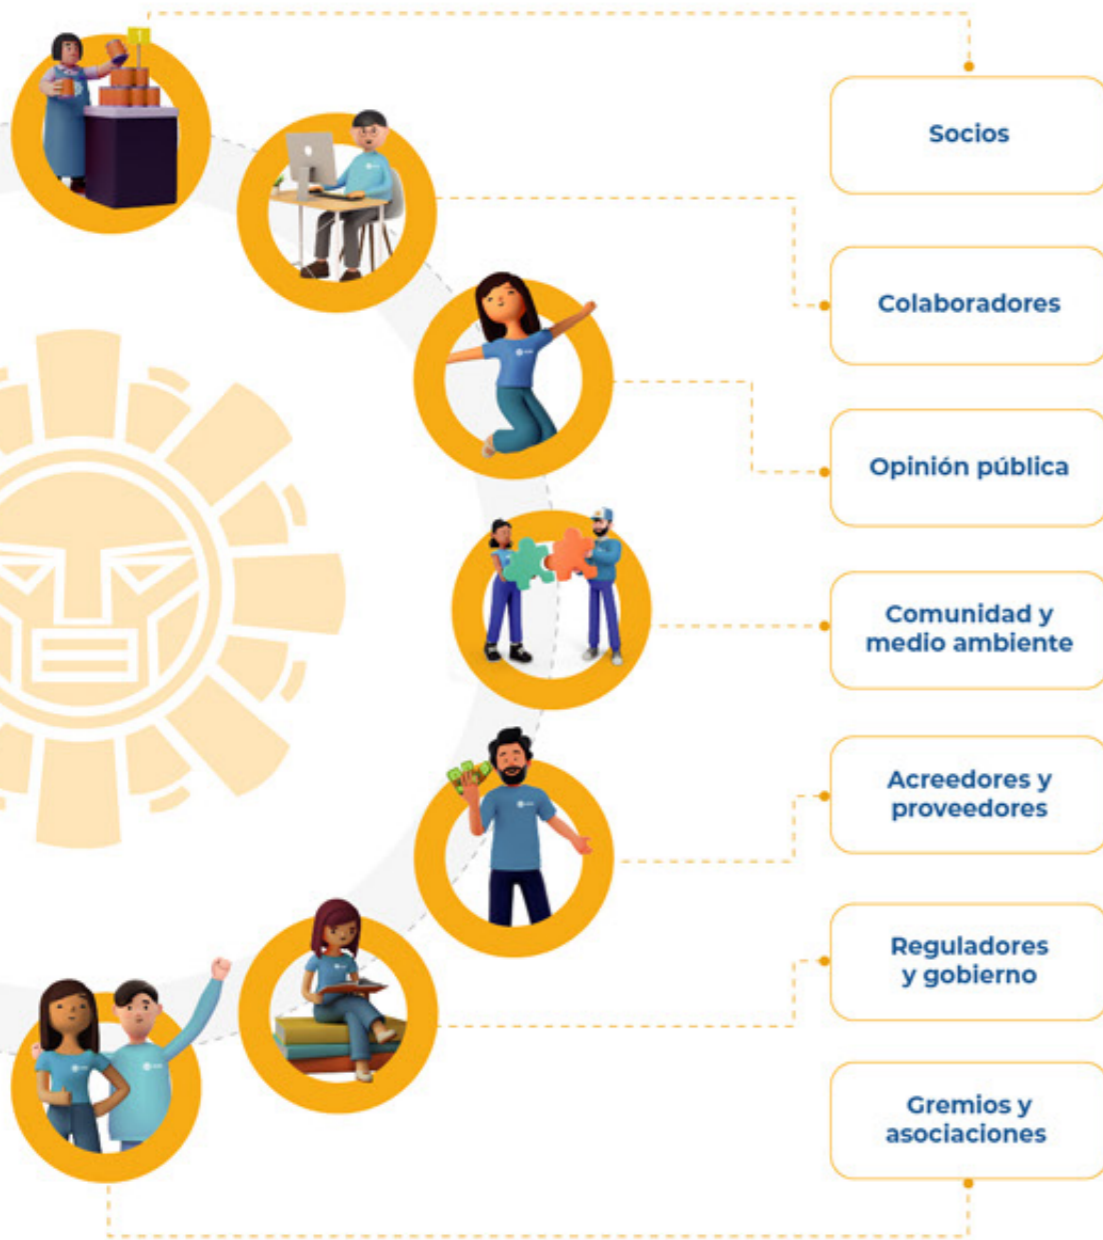 Socios
Colaboradores
Opinión pública
Comunidad y
medio ambiente
Acreedores y
proveedores
Reguladores
y gobierno
Gremios y
asociaciones